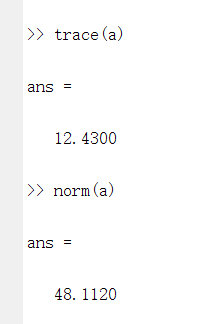 >> trace(a)
ans =
12.4300
>> norm(a)
ans =
48.1120